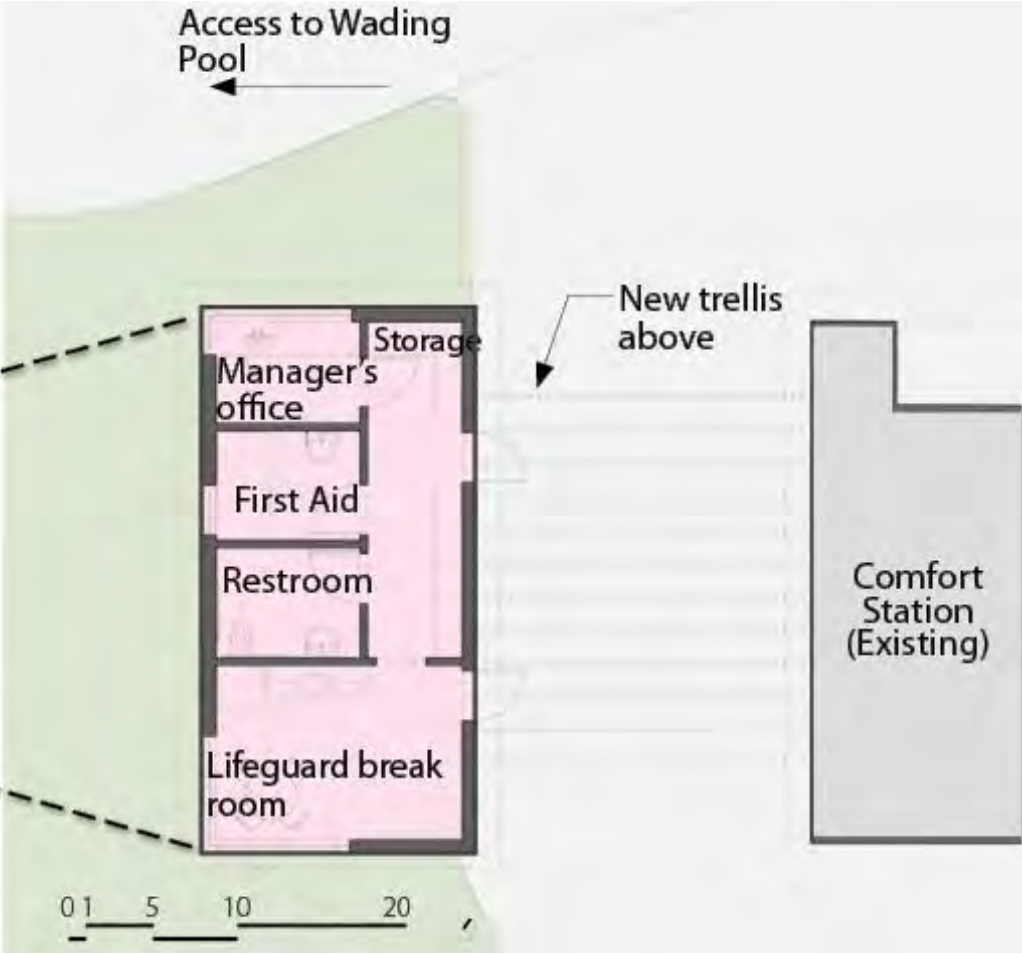 Access to Wading
Pool
New trellis
above
Storage
Manager's
office
First Aid
Restroom
Comfort
Station
(Existing)
Lifeguard break
room
0 1 5 10 20